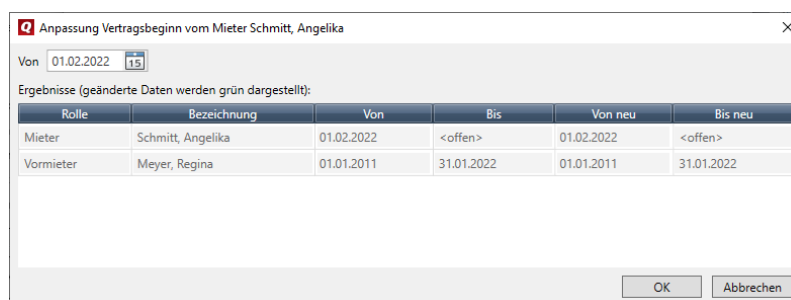 Anpassung Vertragsbeginn vom Mieter Schmitt, Angelika
Von 01.02.2022 15
Ergebnisse (geänderte Daten werden grün dargestellt):
Rolle Bezeichnung Von Bis Von neu Bis neu
Mieter Schmitt, Angelika 01.02.2022 <offen> 01.02.2022 <offen>
Vormieter Meyer, Regina 01.01.2011 31.01.2022 01.01.2011 31.01.2022
OK Abbrechen